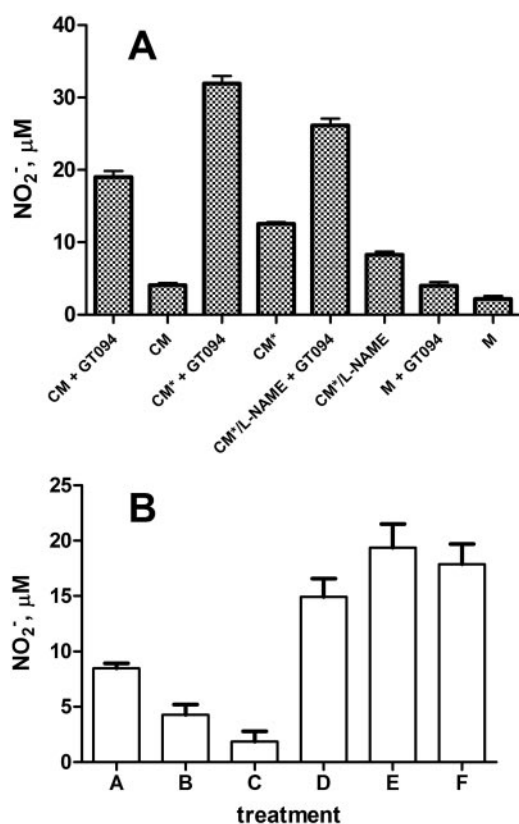 A
40
30
20
10
0
NO₂⁻, μM
CM + GT094
CM
CM* + GT094
CM*
CM*/L-NAME + GT094
CM*/L-NAME
M + GT094
M
B
25
20
15
10
5
0
NO₂⁻, μM
A B C D E F
treatment